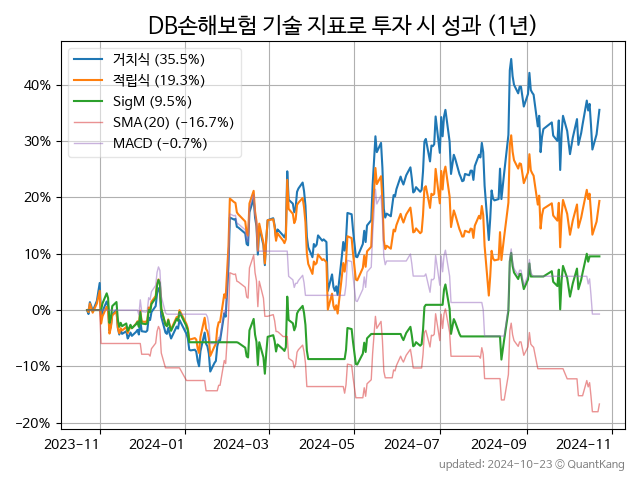 DB손해보험 기술 지표로 투자 시 성과 (1년)
거치식 (35.5%)
적립식 (19.3%)
SigM (9.5%)
SMA(20) (−16.7%)
MACD (−0.7%)
40%
30%
20%
10%
0%
−10%
−20%
2023-11 2024-01 2024-03 2024-05 2024-07 2024-09 2024-11
updated: 2024-10-23 © QuantKang